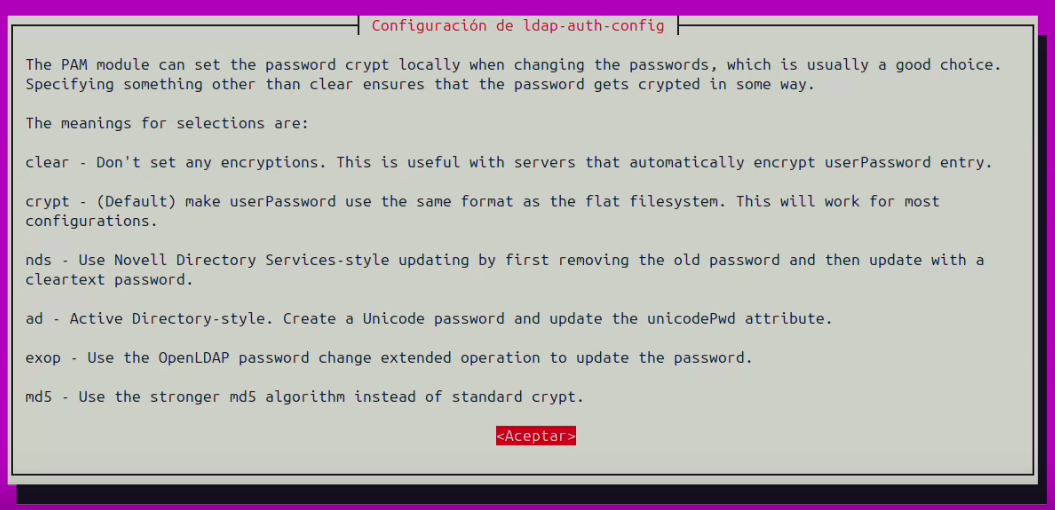 Configuración de ldap-auth-config
The PAM module can set the password crypt locally when changing the passwords, which is usually a good choice.
Specifying something other than clear ensures that the password gets crypted in some way.
The meanings for selections are:
clear - Don't set any encryptions. This is useful with servers that automatically encrypt userPassword entry.
crypt - (Default) make userPassword use the same format as the flat filesystem. This will work for most
configurations.
nds - Use Novell Directory Services-style updating by first removing the old password and then update with a
cleartext password.
ad - Active Directory-style. Create a Unicode password and update the unicodePwd attribute.
exop - Use the OpenLDAP password change extended operation to update the password.
md5 - Use the stronger md5 algorithm instead of standard crypt.
<Aceptar>